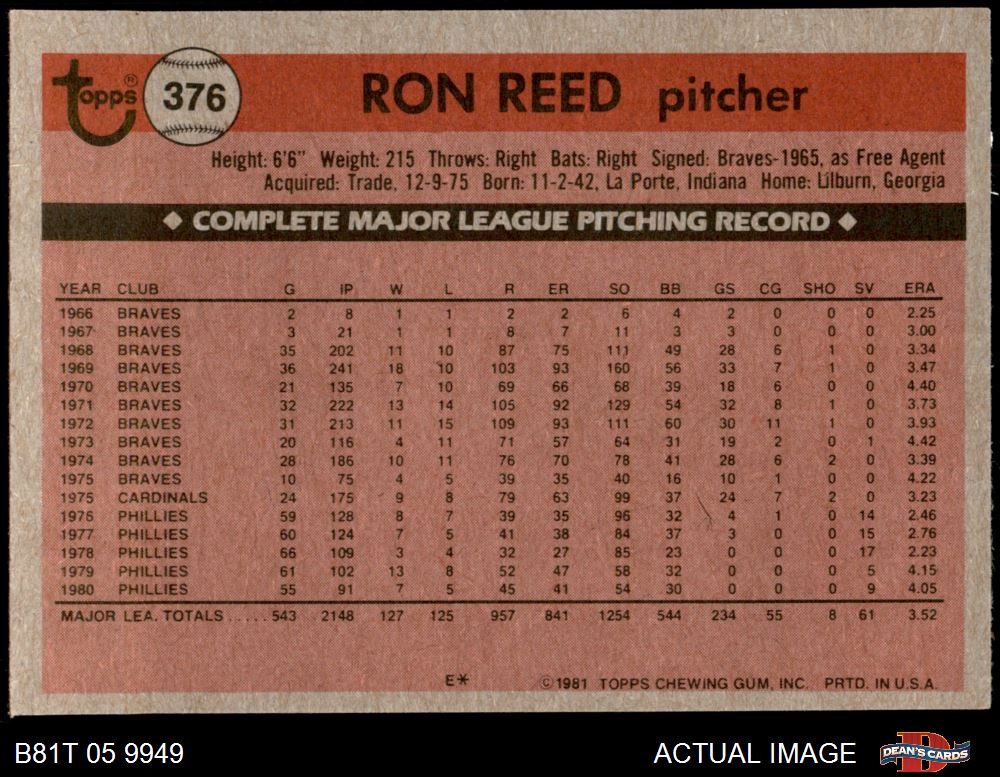 Topps® 376 RON REED pitcher
Height: 6'6" Weight: 215 Throws: Right Bats: Right Signed: Braves-1965, as Free Agent
Acquired: Trade, 12-9-75 Born: 11-2-42, La Porte, Indiana Home: Lilburn, Georgia
◆ COMPLETE MAJOR LEAGUE PITCHING RECORD ◆
YEAR CLUB G IP W L R ER SO BB GS CG SHO SV ERA
1966 BRAVES 2 8 1 1 2 2 6 4 2 0 0 0 2.25
1967 BRAVES 3 21 1 1 8 7 11 3 3 0 0 0 3.00
1968 BRAVES 35 202 11 10 87 75 111 49 28 6 1 0 3.34
1969 BRAVES 36 241 18 10 103 93 160 56 33 7 1 0 3.47
1970 BRAVES 21 135 7 10 69 66 68 39 18 6 0 0 4.40
1971 BRAVES 32 222 13 14 105 92 129 54 32 8 1 0 3.73
1972 BRAVES 31 213 11 15 109 93 111 60 30 11 1 0 3.93
1973 BRAVES 20 116 4 11 71 57 64 31 19 2 0 1 4.42
1974 BRAVES 28 186 10 11 76 70 78 41 28 6 2 0 3.39
1975 BRAVES 10 75 4 5 39 35 40 16 10 1 0 0 4.22
1975 CARDINALS 24 175 9 8 79 63 99 37 24 7 2 0 3.23
1976 PHILLIES 59 128 8 7 39 35 96 32 4 1 0 14 2.46
1977 PHILLIES 60 124 7 5 41 38 84 37 3 0 0 15 2.76
1978 PHILLIES 66 109 3 4 32 27 85 23 0 0 0 17 2.23
1979 PHILLIES 61 102 13 8 52 47 58 32 0 0 0 5 4.15
1980 PHILLIES 55 91 7 5 45 41 54 30 0 0 0 9 4.05
MAJOR LEA. TOTALS ..... 543 2148 127 125 957 841 1254 544 234 55 8 61 3.52
E* ©1981 TOPPS CHEWING GUM, INC. PRTD. IN U.S.A.
B81T 05 9949 ACTUAL IMAGE DEAN'S CARDS